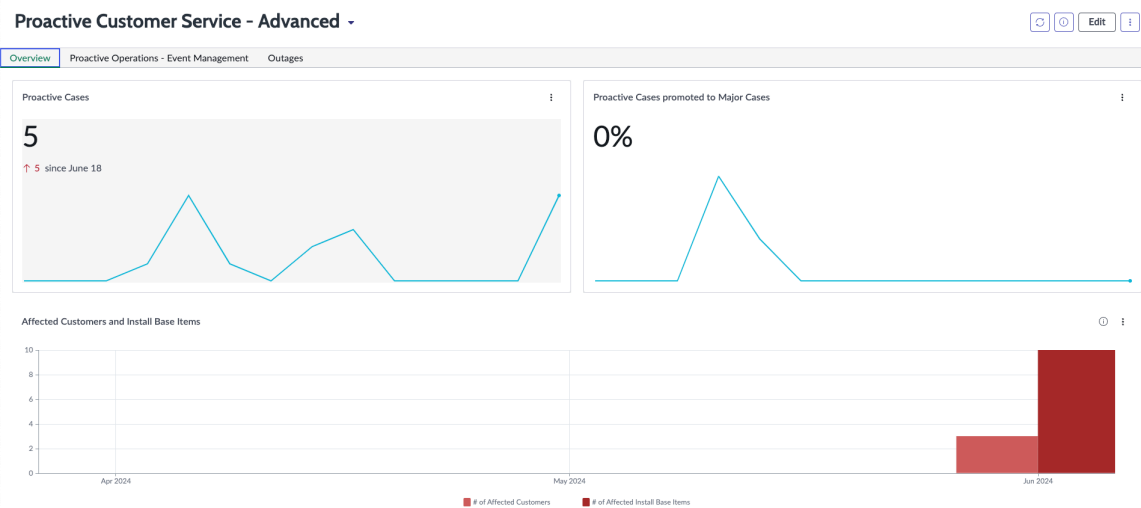 Proactive Customer Service - Advanced
Edit
Overview Proactive Operations - Event Management Outages
Proactive Cases
5
↑ 5 since June 18
Proactive Cases promoted to Major Cases
0%
Affected Customers and Install Base Items
10
8
6
4
2
0
Apr 2024 May 2024 Jun 2024
# of Affected Customers # of Affected Install Base Items